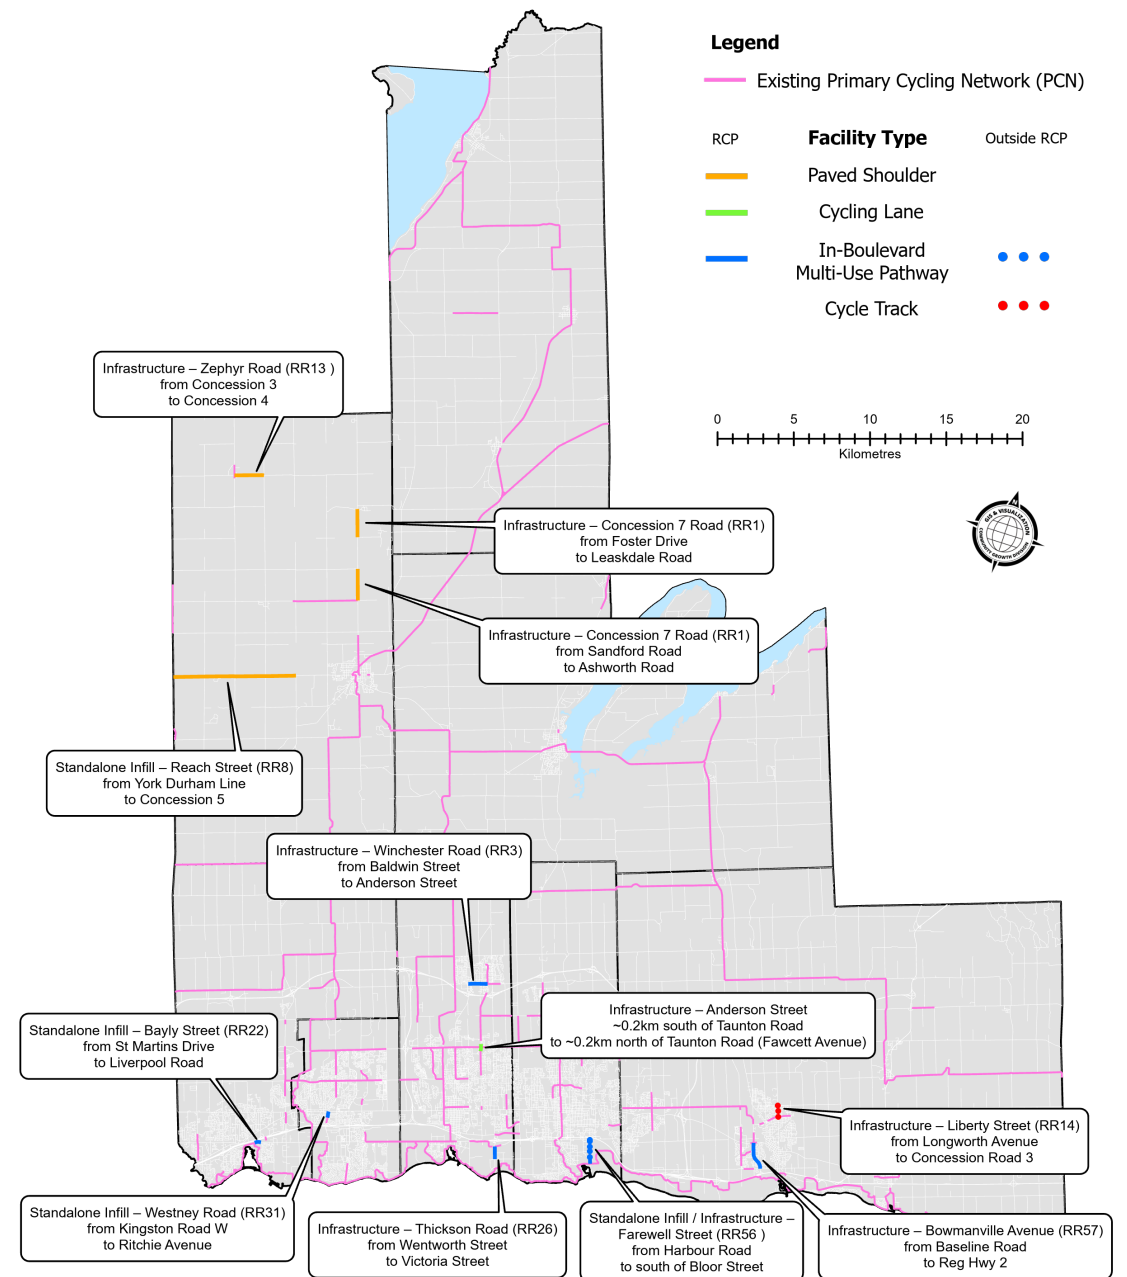 Legend
Existing Primary Cycling Network (PCN)
RCP
Facility Type
Outside RCP
Paved Shoulder
Cycling Lane
In-Boulevard
Multi-Use Pathway
Cycle Track
0 5 10 15 20
Kilometres
N
GIS & VISUALIZATION
COMMUNITY GROWTH DIVISION
Infrastructure – Zephyr Road (RR13 )
from Concession 3
to Concession 4
Infrastructure – Concession 7 Road (RR1)
from Foster Drive
to Leaskdale Road
Infrastructure – Concession 7 Road (RR1)
from Sandford Road
to Ashworth Road
Standalone Infill – Reach Street (RR8)
from York Durham Line
to Concession 5
Infrastructure – Winchester Road (RR3)
from Baldwin Street
to Anderson Street
Infrastructure – Anderson Street
~0.2km south of Taunton Road
to ~0.2km north of Taunton Road (Fawcett Avenue)
Standalone Infill – Bayly Street (RR22)
from St Martins Drive
to Liverpool Road
Infrastructure – Liberty Street (RR14)
from Longworth Avenue
to Concession Road 3
Standalone Infill – Westney Road (RR31)
from Kingston Road W
to Ritchie Avenue
Infrastructure – Thickson Road (RR26)
from Wentworth Street
to Victoria Street
Standalone Infill / Infrastructure –
Farewell Street (RR56 )
from Harbour Road
to south of Bloor Street
Infrastructure – Bowmanville Avenue (RR57)
from Baseline Road
to Reg Hwy 2